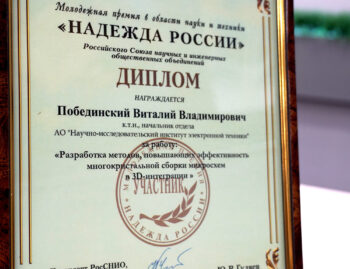 Молодежная премия в области науки и техники
«НАДЕЖДА РОССИИ»
Российского Союза научных и инженерных
общественных объединений
ДИПЛОМ
НАГРАЖДАЕТСЯ
Побединский Виталий Владимирович
к.т.н., начальник отдела
АО "Научно-исследовательский институт электронной техники"
за работу:
«Разработка методов, повышающих эффективность
многокристальной сборки микросхем
в 3D-интеграции »
УЧАСТНИК
НАДЕЖДА РОССИИ
РосСНИО,
Ю.В.Гуляев